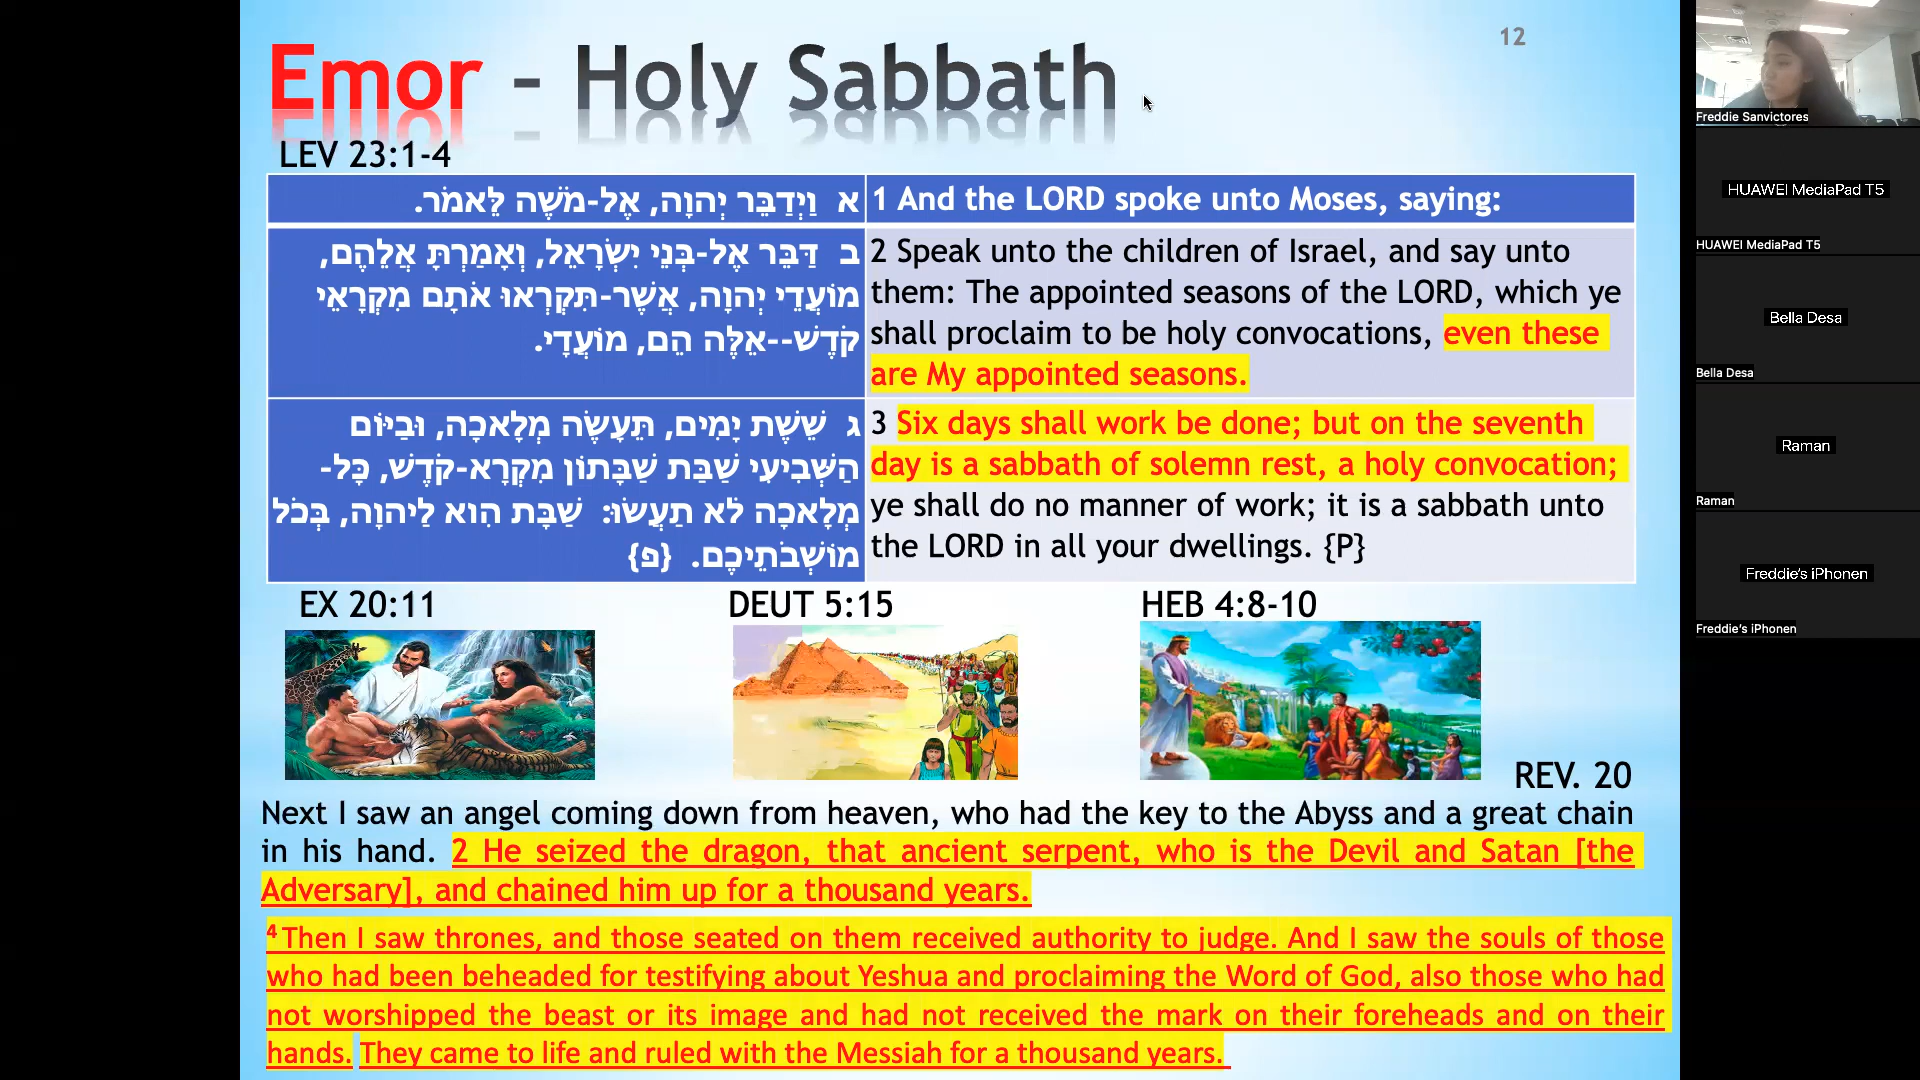 12
Emor - Holy Sabbath
LEV 23:1-4
א  וַיְדַבֵּר יְהוָה, אֶל-מֹשֶׁה לֵּאמֹר.
1 And the LORD spoke unto Moses, saying:
ב  דַּבֵּר אֶל-בְּנֵי יִשְׂרָאֵל, וְאָמַרְתָּ אֲלֵהֶם,
מוֹעֲדֵי יְהוָה, אֲשֶׁר-תִּקְרְאוּ אֹתָם מִקְרָאֵי
קֹדֶשׁ--אֵלֶּה הֵם, מוֹעֲדָי.
2 Speak unto the children of Israel, and say unto
them: The appointed seasons of the LORD, which ye
shall proclaim to be holy convocations, even these
are My appointed seasons.
ג  שֵׁשֶׁת יָמִים, תֵּעָשֶׂה מְלָאכָה, וּבַיּוֹם
הַשְּׁבִיעִי שַׁבַּת שַׁבָּתוֹן מִקְרָא-קֹדֶשׁ, כָּל-
מְלָאכָה לֹא תַעֲשׂוּ:  שַׁבָּת הִוא לַיהוָה, בְּכֹל
מוֹשְׁבֹתֵיכֶם.  {פ}
3 Six days shall work be done; but on the seventh
day is a sabbath of solemn rest, a holy convocation;
ye shall do no manner of work; it is a sabbath unto
the LORD in all your dwellings. {P}
EX 20:11
DEUT 5:15
HEB 4:8-10
REV. 20
Next I saw an angel coming down from heaven, who had the key to the Abyss and a great chain
in his hand. 2 He seized the dragon, that ancient serpent, who is the Devil and Satan [the
Adversary], and chained him up for a thousand years.
4 Then I saw thrones, and those seated on them received authority to judge. And I saw the souls of those
who had been beheaded for testifying about Yeshua and proclaiming the Word of God, also those who had
not worshipped the beast or its image and had not received the mark on their foreheads and on their
hands. They came to life and ruled with the Messiah for a thousand years.
Freddie Sanvictores
HUAWEI MediaPad T5
HUAWEI MediaPad T5
Bella Desa
Bella Desa
Raman
Raman
Freddie's iPhonen
Freddie's iPhonen